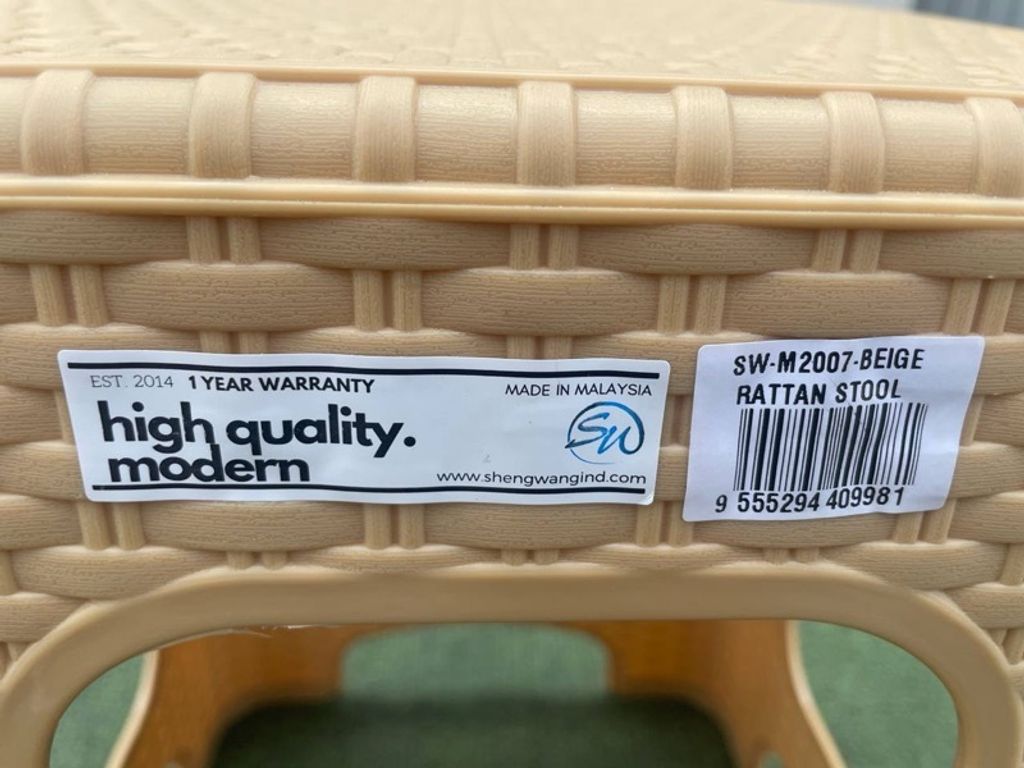 EST. 2014 1 YEAR WARRANTY
MADE IN MALAYSIA
high quality.
modern
SW
www.shengwangind.com
SW-M2007-BEIGE
RATTAN STOOL
9 555294 409981